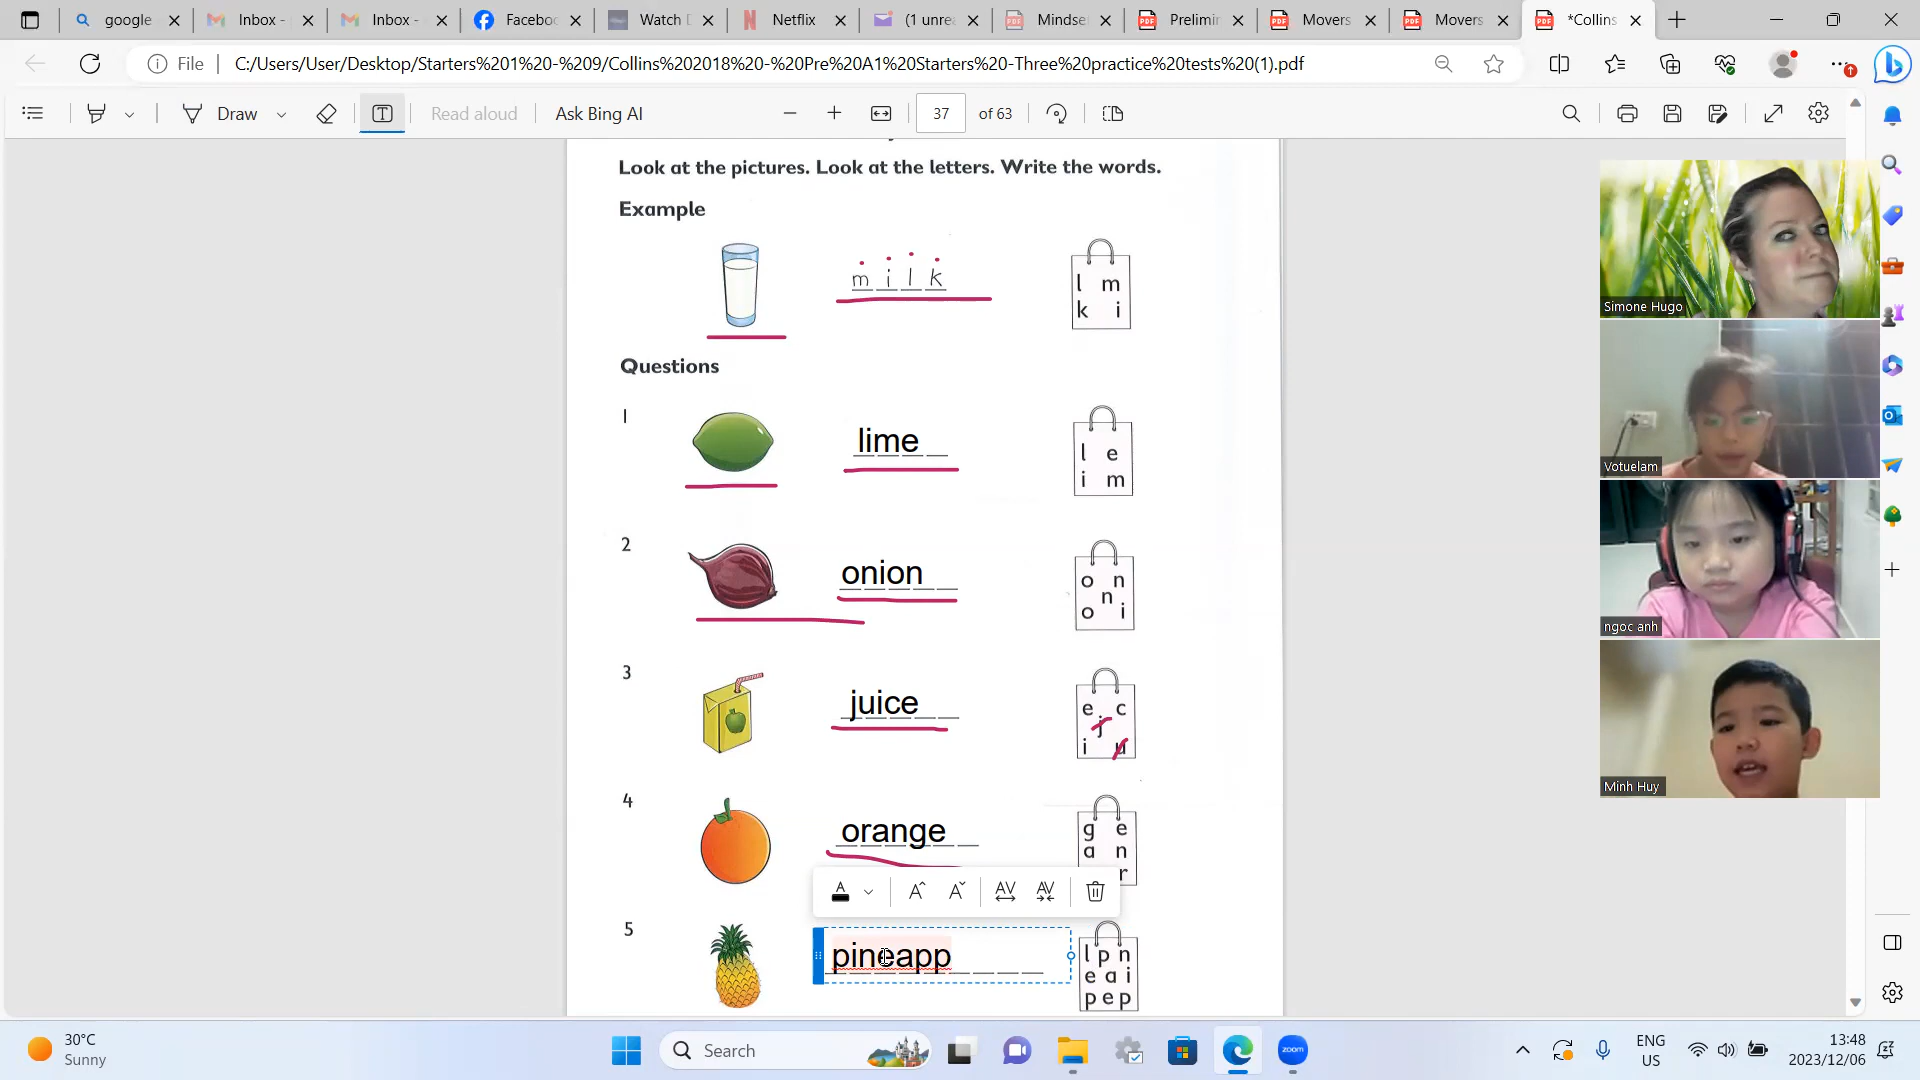 google
Inbox -
Inbox -
Facebo
Watch
Netflix
(1 unre
Mindse
Prelimi
Movers
Movers
*Collins
File
C:/Users/User/Desktop/Starters%201%20-%209/Collins%202018%20-%20Pre%20A1%20Starters%20-Three%20practice%20tests%20(1).pdf
Draw
Read aloud
Ask Bing AI
37 of 63
Look at the pictures. Look at the letters. Write the words.
Example
milk
l m
k i
Questions
1
lime
l e
i m
2
onion
o n
n
o i
3
juice
e c
j
i u
4
orange
g e
a n
r
5
pineapp
l p n
e a i
p e p
Simone Hugo
Votuelam
ngoc anh
Minh Huy
30°C
Sunny
Search
zoom
ENG
US
13:48
2023/12/06